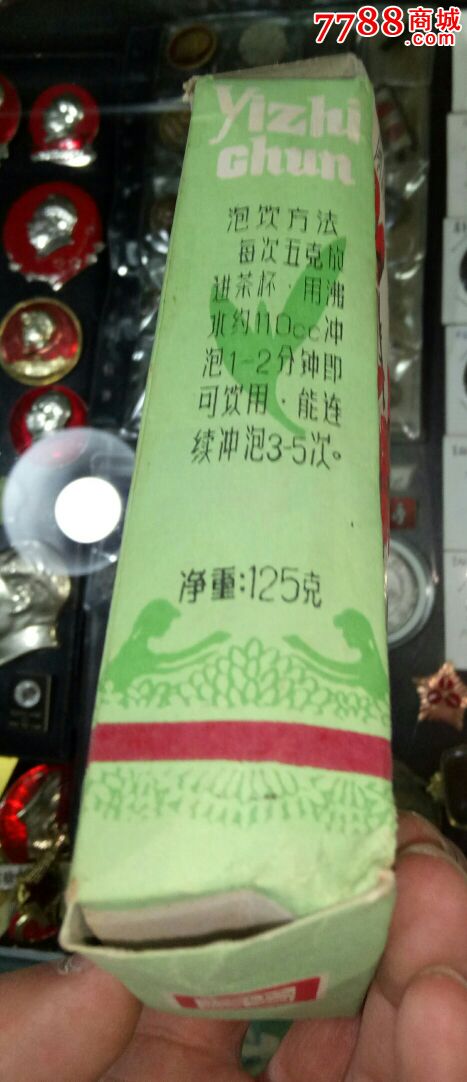 7788商城
.com
Yizhi
chun
泡饮方法
每次五克放
进茶杯·用沸
水约110cc冲
泡1-2分钟即
可饮用·能连
续冲泡3-5次。
净重:125克